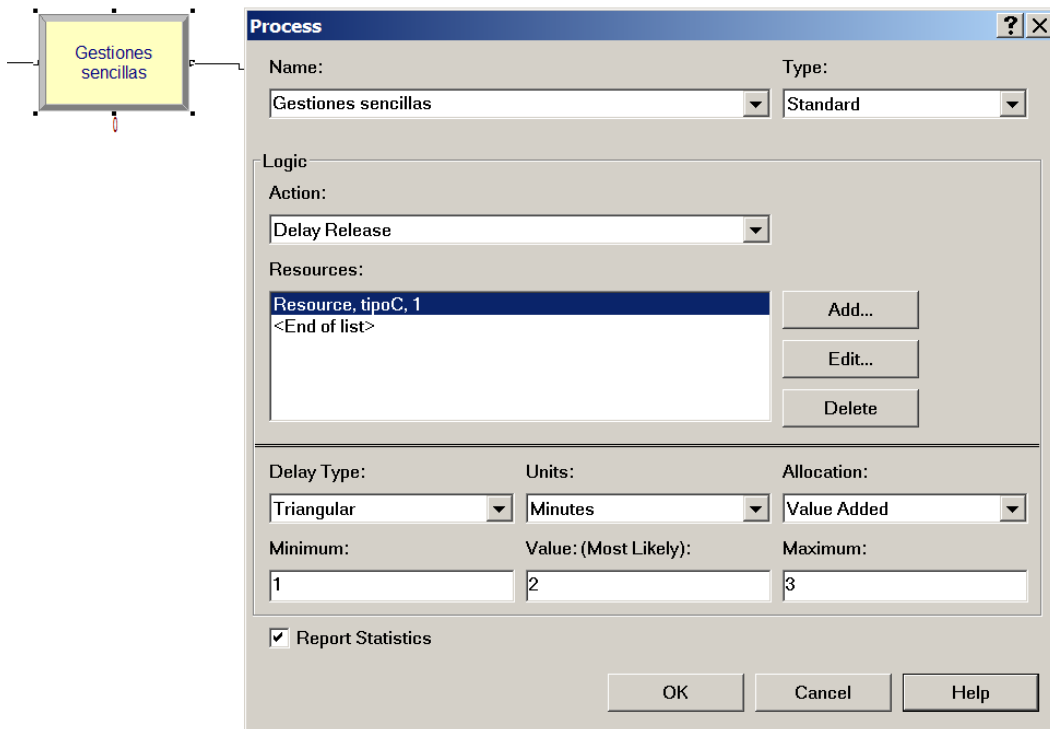 Gestiones
sencillas
0
Process
Name:
Type:
Gestiones sencillas
Standard
Logic
Action:
Delay Release
Resources:
Resource, tipoC, 1
<End of list>
Add...
Edit...
Delete
Delay Type:
Units:
Allocation:
Triangular
Minutes
Value Added
Minimum:
Value: (Most Likely):
Maximum:
1
2
3
Report Statistics
OK
Cancel
Help